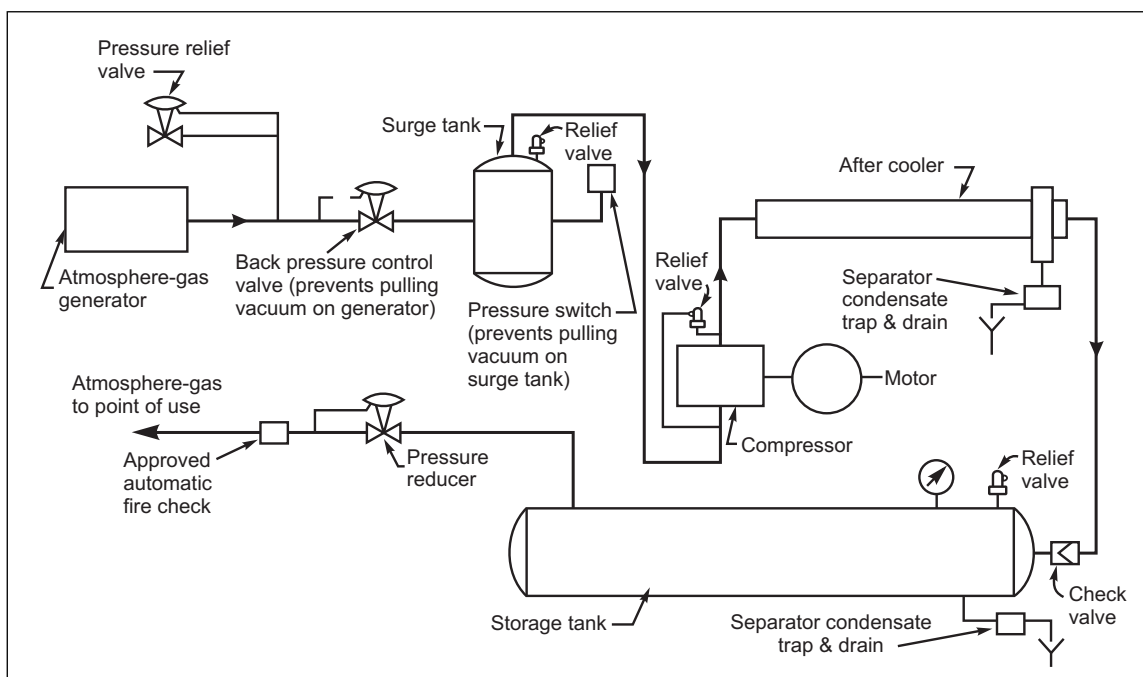 Pressure relief
valve
Surge tank
Relief
valve
After cooler
Atmosphere-gas
generator
Back pressure control
valve (prevents pulling
vacuum on generator)
Pressure switch
(prevents pulling
vacuum on
surge tank)
Relief
valve
Separator
condensate
trap & drain
Motor
Compressor
Atmosphere-gas
to point of use
Approved
automatic
fire check
Pressure
reducer
Relief
valve
Storage tank
Separator condensate
trap & drain
Check
valve